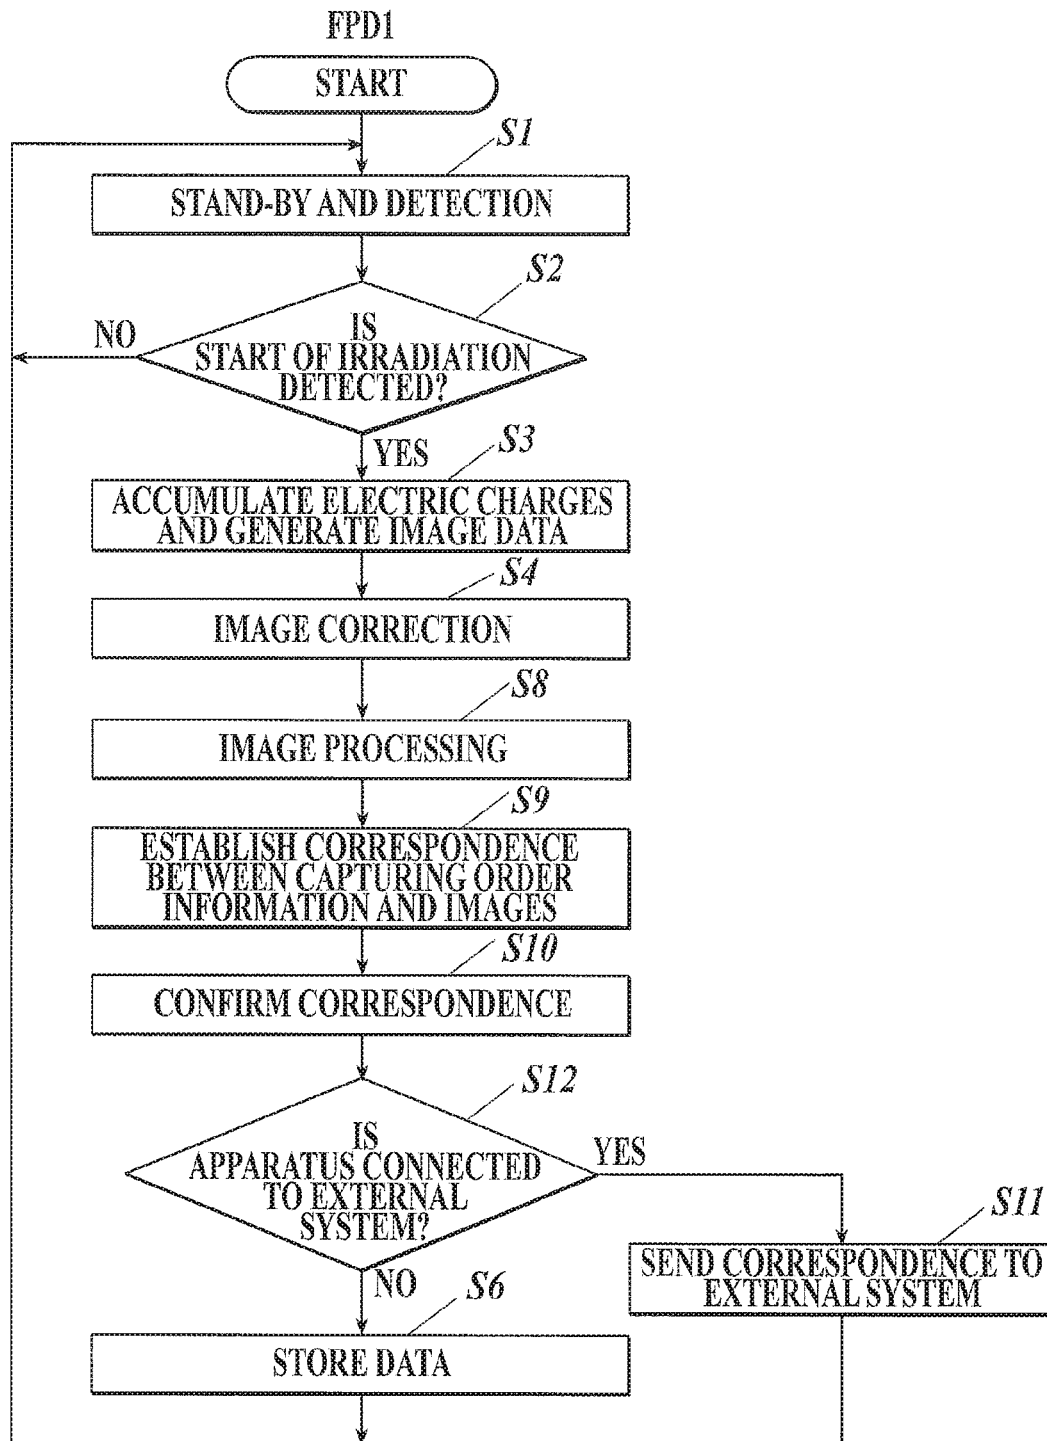 FPD1
START
S1
STAND-BY AND DETECTION
S2
NO
IS
START OF IRRADIATION
DETECTED?
YES
S3
ACCUMULATE ELECTRIC CHARGES
AND GENERATE IMAGE DATA
S4
IMAGE CORRECTION
S8
IMAGE PROCESSING
S9
ESTABLISH CORRESPONDENCE
BETWEEN CAPTURING ORDER
INFORMATION AND IMAGES
S10
CONFIRM CORRESPONDENCE
S12
IS
APPARATUS CONNECTED
TO EXTERNAL
SYSTEM?
YES
S11
SEND CORRESPONDENCE TO
EXTERNAL SYSTEM
NO
S6
STORE DATA